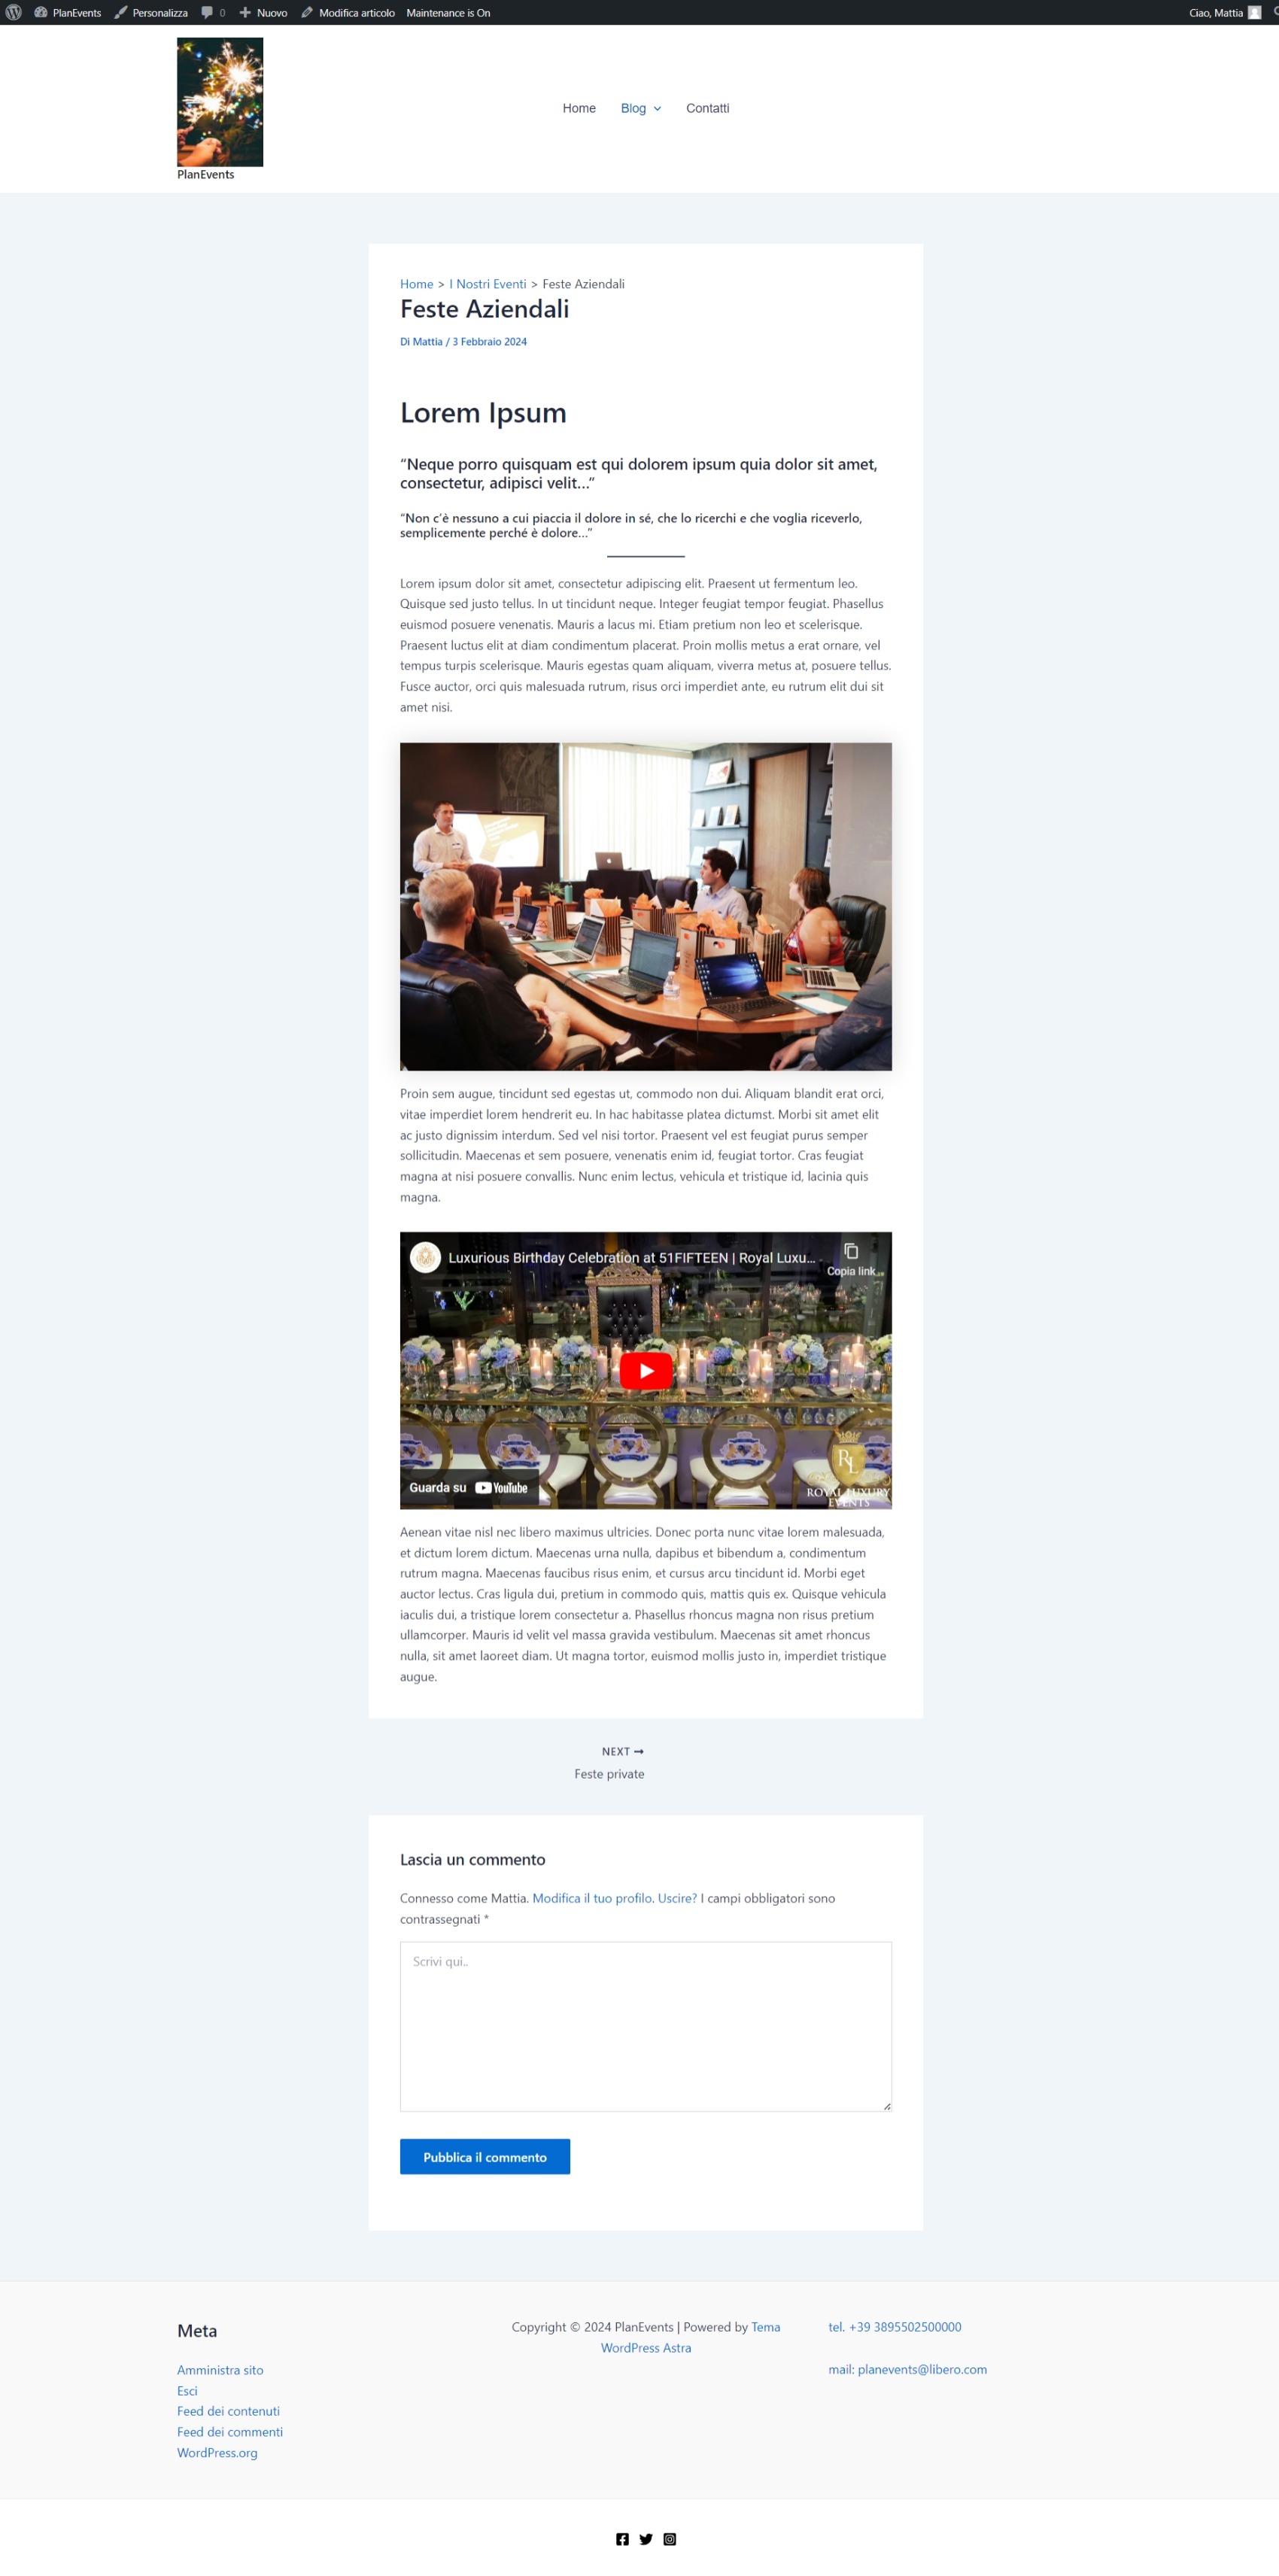 PlanEvents Personalizza 0 Nuovo Modifica articolo Maintenance is On Ciao, Mattia
PlanEvents
Home Blog Contatti
Home > I Nostri Eventi > Feste Aziendali
Feste Aziendali
Di Mattia / 3 Febbraio 2024
Lorem Ipsum
“Neque porro quisquam est qui dolorem ipsum quia dolor sit amet,
consectetur, adipisci velit…”
“Non c’è nessuno a cui piaccia il dolore in sé, che lo ricerchi e che voglia riceverlo,
semplicemente perché è dolore…”
Lorem ipsum dolor sit amet, consectetur adipiscing elit. Praesent ut fermentum leo.
Quisque sed justo tellus. In ut tincidunt neque. Integer feugiat tempor feugiat. Phasellus
euismod posuere venenatis. Mauris a lacus mi. Etiam pretium non leo et scelerisque.
Praesent luctus elit at diam condimentum placerat. Proin mollis metus a erat ornare, vel
tempus turpis scelerisque. Mauris egestas quam aliquam, viverra metus at, posuere tellus.
Fusce auctor, orci quis malesuada rutrum, risus orci imperdiet ante, eu rutrum elit dui sit
amet nisi.
Proin sem augue, tincidunt sed egestas ut, commodo non dui. Aliquam blandit erat orci,
vitae imperdiet lorem hendrerit eu. In hac habitasse platea dictumst. Morbi sit amet elit
ac justo dignissim interdum. Sed vel nisi tortor. Praesent vel est feugiat purus semper
sollicitudin. Maecenas et sem posuere, venenatis enim id, feugiat tortor. Cras feugiat
magna at nisi posuere convallis. Nunc enim lectus, vehicula et tristique id, lacinia quis
magna.
Luxurious Birthday Celebration at 51FIFTEEN | Royal Luxu...
Copia link
RL
ROYAL LUXURY
EVENTS
Guarda su YouTube
Aenean vitae nisl nec libero maximus ultricies. Donec porta nunc vitae lorem malesuada,
et dictum lorem dictum. Maecenas urna nulla, dapibus et bibendum a, condimentum
rutrum magna. Maecenas faucibus risus enim, et cursus arcu tincidunt id. Morbi eget
auctor lectus. Cras ligula dui, pretium in commodo quis, mattis quis ex. Quisque vehicula
iaculis dui, a tristique lorem consectetur a. Phasellus rhoncus magna non risus pretium
ullamcorper. Mauris id velit vel massa gravida vestibulum. Maecenas sit amet rhoncus
nulla, sit amet laoreet diam. Ut magna tortor, euismod mollis justo in, imperdiet tristique
augue.
NEXT →
Feste private
Lascia un commento
Connesso come Mattia. Modifica il tuo profilo. Uscire? I campi obbligatori sono
contrassegnati *
Scrivi qui..
Pubblica il commento
Meta
Amministra sito
Esci
Feed dei contenuti
Feed dei commenti
WordPress.org
Copyright © 2024 PlanEvents | Powered by Tema
WordPress Astra
tel. +39 3895502500000
mail: planevents@libero.com